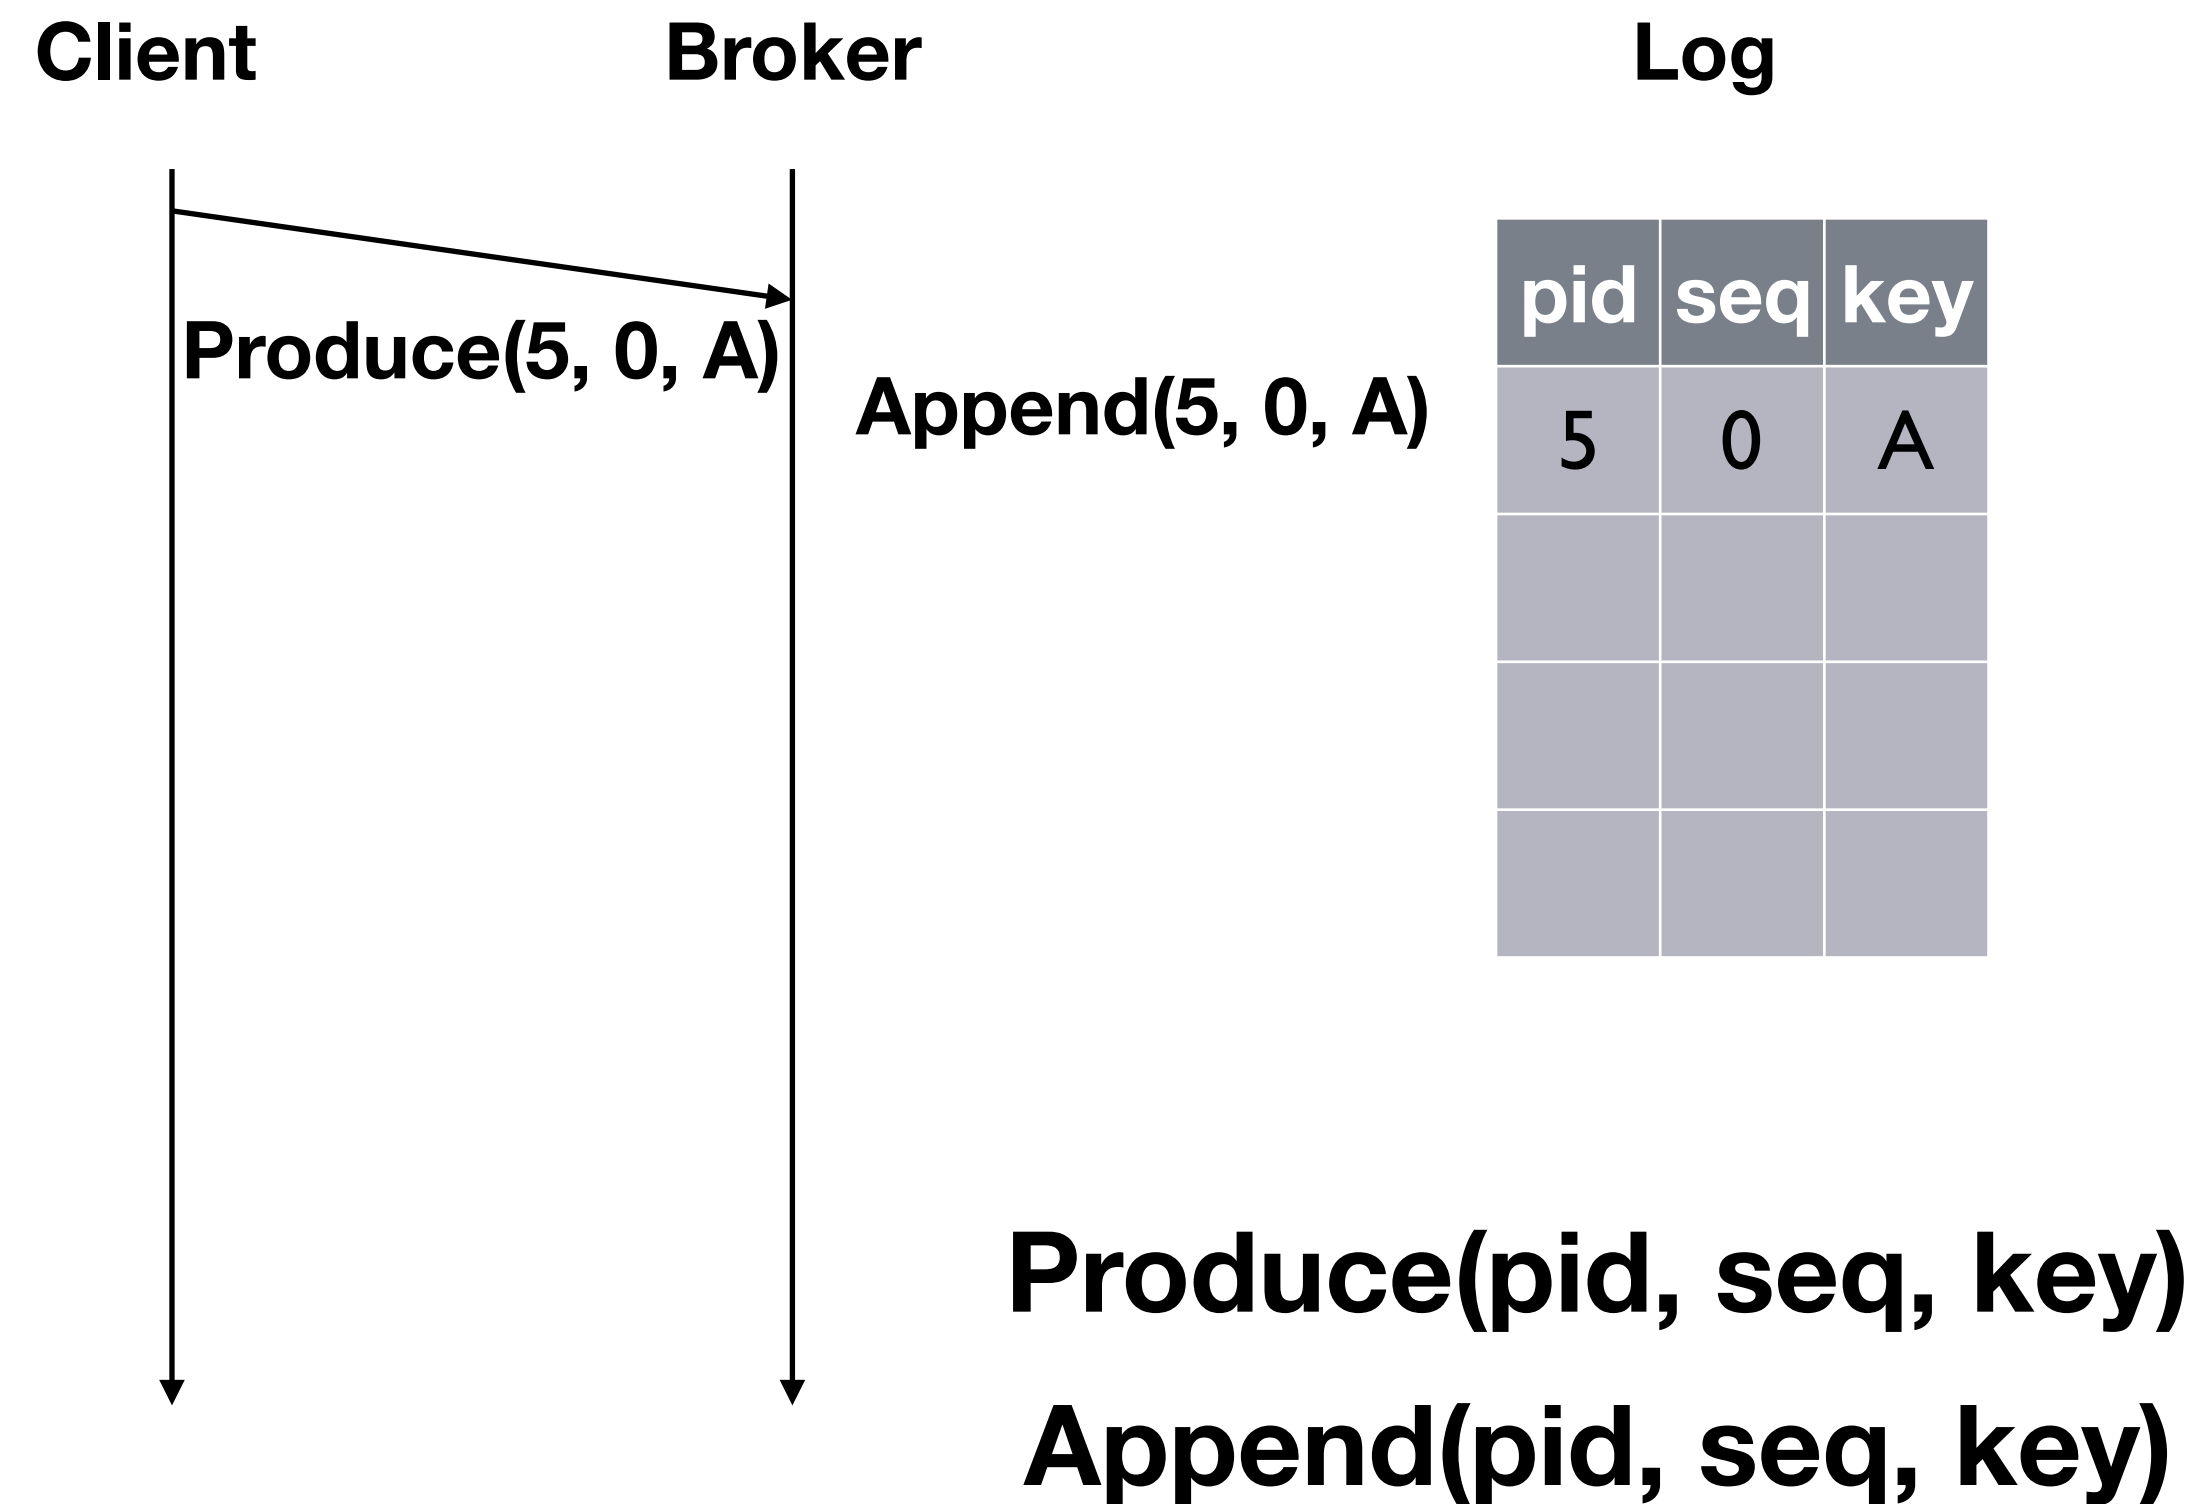 Client Broker Log
Produce(5, 0, A)
Append(5, 0, A)
pid seq key
5 0 A
Produce(pid, seq, key)
Append(pid, seq, key)